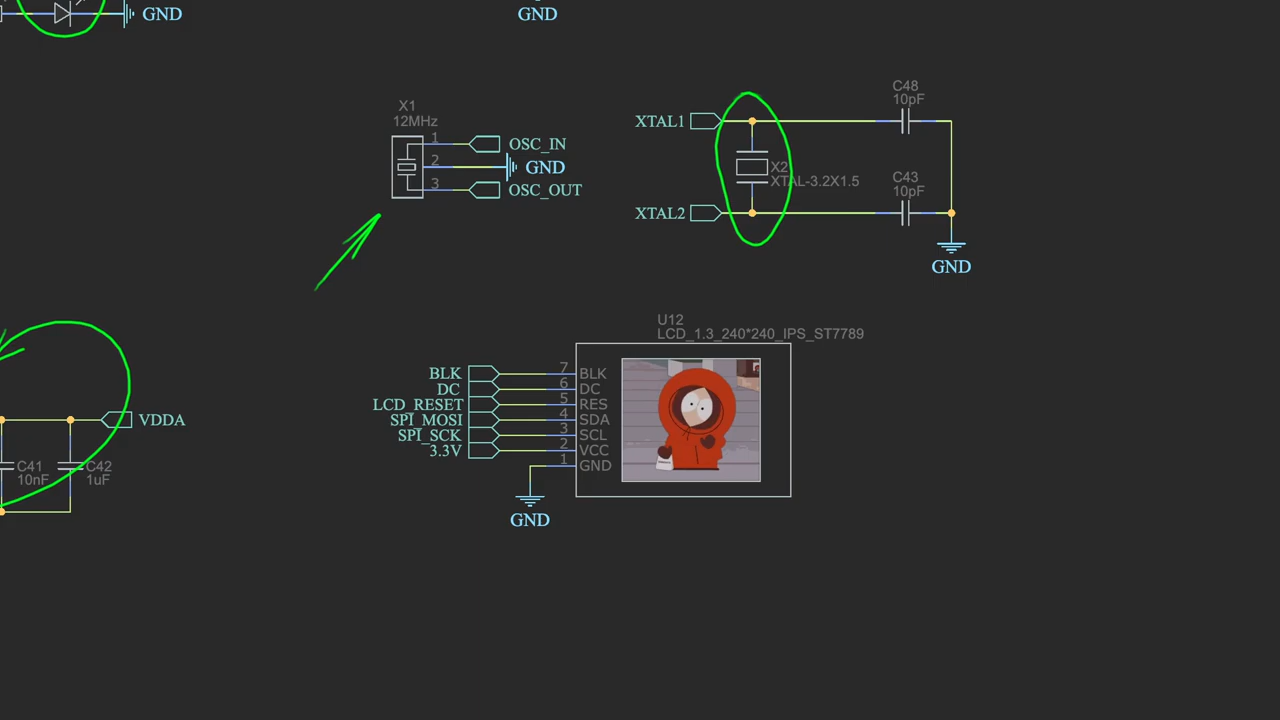 GND
GND
X1
12MHz
1
OSC_IN
2
GND
3
OSC_OUT
C48
10pF
XTAL1
X2
XTAL-3.2X1.5
C43
10pF
XTAL2
GND
U12
LCD_1.3_240*240_IPS_ST7789
BLK 7 BLK
DC 6 DC
LCD_RESET 5 RES
SPI_MOSI 4 SDA
SPI_SCK 3 SCL
3.3V 2 VCC
1 GND
GND
VDDA
C41
10nF
C42
1uF